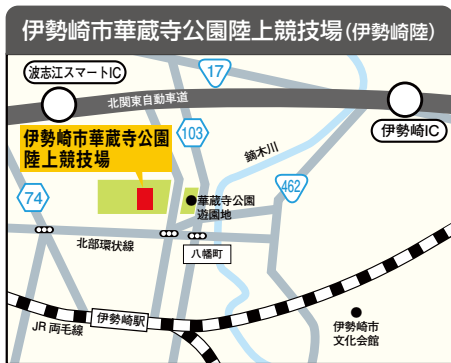 伊勢崎市華蔵寺公園陸上競技場(伊勢崎陸)
波志江スマートIC
17
北関東自動車道
伊勢崎IC
伊勢崎市華蔵寺公園
陸上競技場
103
鏑木川
74
462
華蔵寺公園
遊園地
北部環状線
八幡町
JR両毛線
伊勢崎駅
伊勢崎市
文化会館